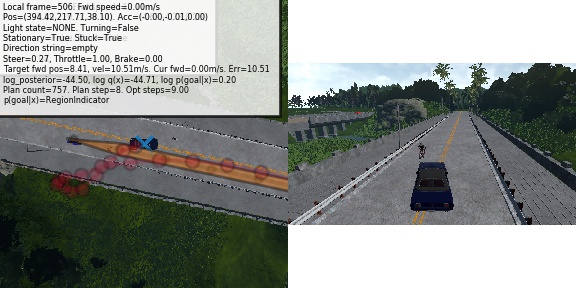 Local frame=506. Fwd speed=0.00m/s
Pos=(394.42,217.71,38.10). Acc=(-0.00,-0.01,0.00)
Light state=NONE. Turning=False
Stationary=True. Stuck=True
Direction string=empty
Steer=0.27, Throttle=1.00, Brake=0.00
Target fwd pos=8.41, vel=10.51m/s. Cur fwd=0.00m/s. Err=10.51
log_posterior=-44.50, log q(x)=-44.71, log p(goal|x)=0.20
Plan count=757. Plan step=8. Opt steps=9.00
p(goal|x)=RegionIndicator